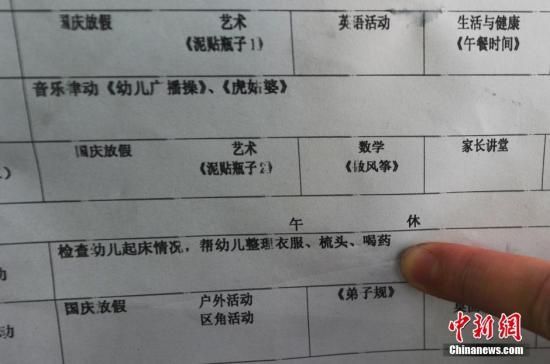 国庆放假 艺术 英语活动 生活与健康
《泥贴瓶子1》 《午餐时间》
音乐律动《幼儿广播操》、《虎姑婆》
国庆放假 艺术 数学 家长讲堂
《泥贴瓶子2》 《做风筝》
午 休
检查幼儿起床情况，帮幼儿整理衣服、梳头、喝药
动
国庆放假 户外活动 《弟子规》
区角活动
动
中新网
Chinanews.com